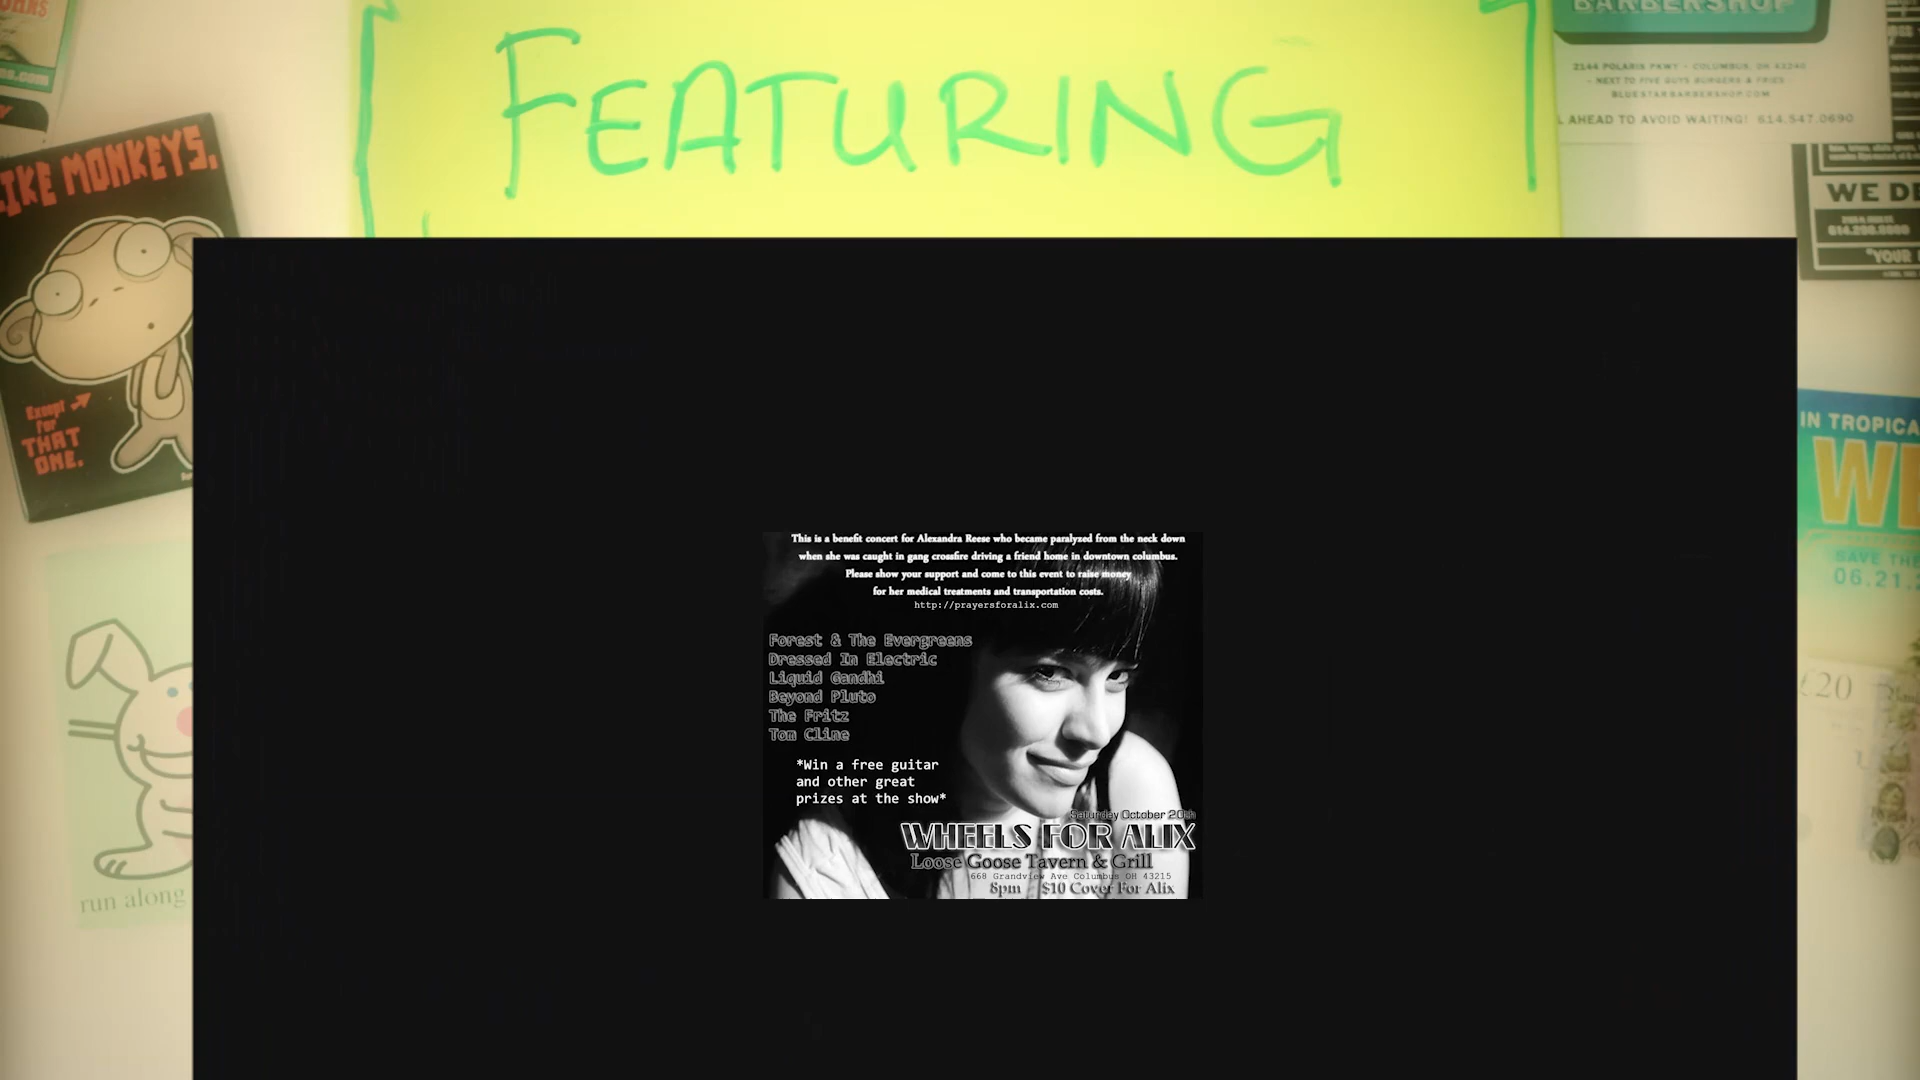 FEATURING
BARBERSHOP
2144 POLARIS PKWY - COLUMBUS, OH 43240
- NEXT TO FIVE GUYS BURGERS & FRIES
BLUESTARBARBERSHOP.COM
AHEAD TO AVOID WAITING! 614.547.0690
MONKEYS.
Except
for
THAT
ONE.
WE
"YOUR
IN
SAVE THE
06.21.
£20
run along
This is a benefit concert for Alexandra Reese who became paralyzed from the neck down
when she was caught in gang crossfire driving a friend home in downtown columbus.
Please show your support and come to this event to raise money
for her medical treatments and transportation costs.
http://prayersforalix.com
Forest & The Evergreens
Dressed In Electric
Liquid Gandhi
Beyond Pluto
The Fritz
Tom Cline
*Win a free guitar
and other great
prizes at the show*
Saturday October 20th
WHEELS FOR ALIX
Loose Goose Tavern & Grill
668 Grandview Ave Columbus OH 43215
8pm $10 Cover For Alix